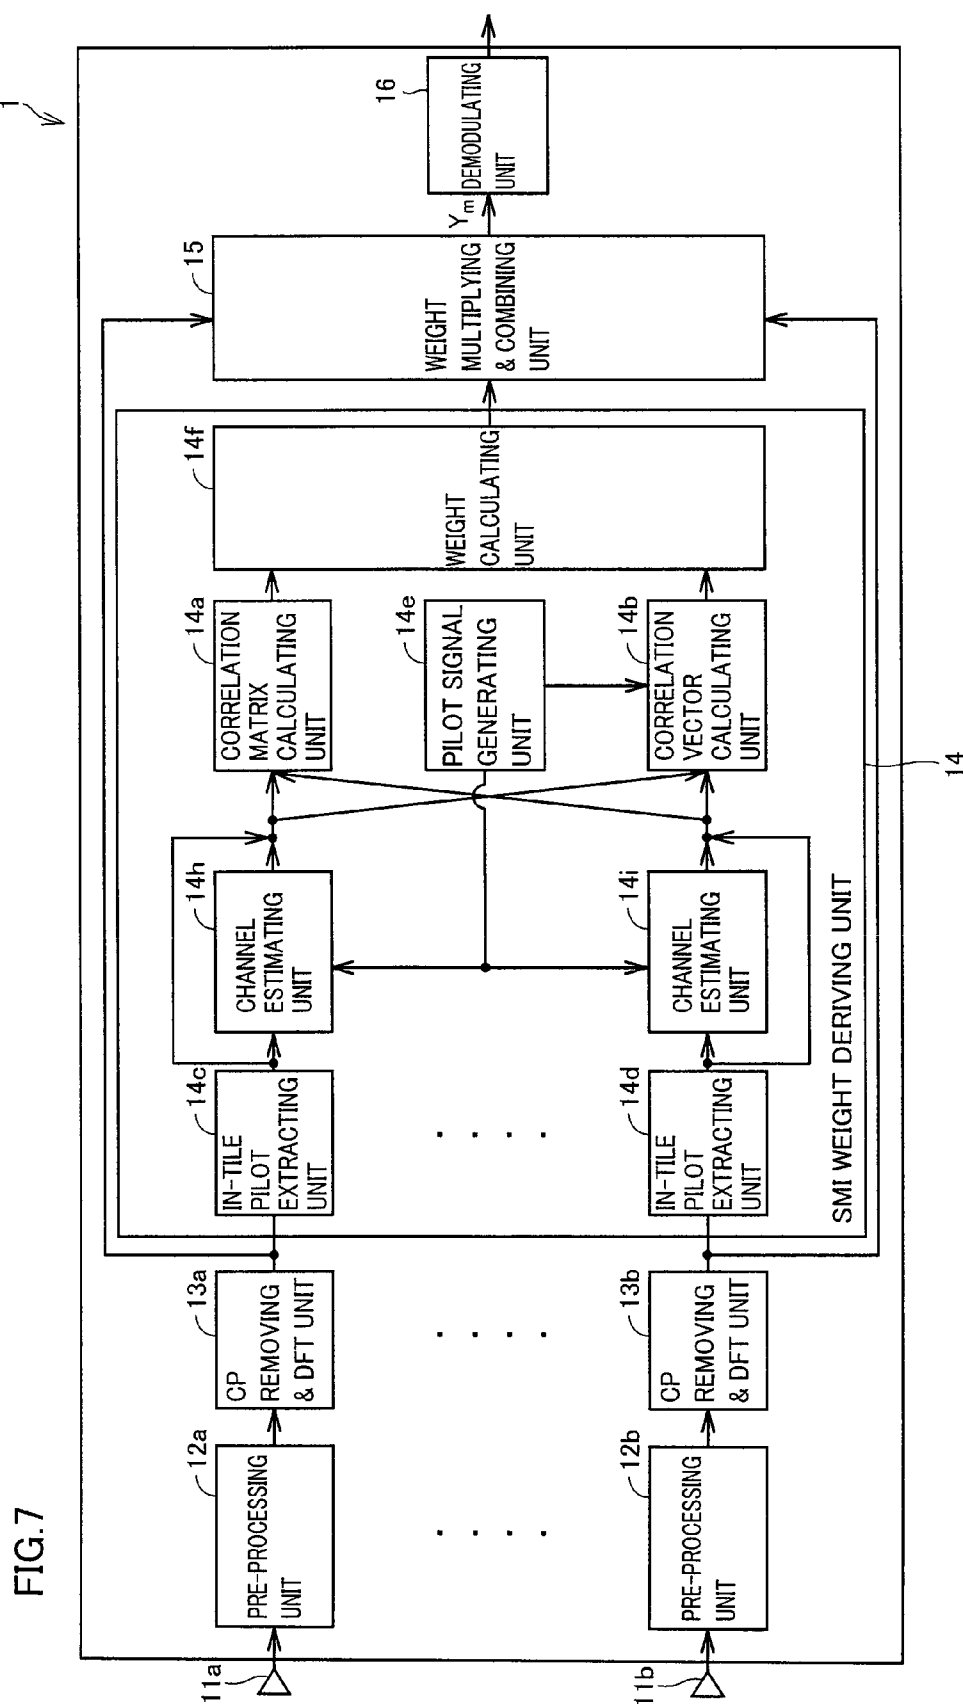 FIG.7
1
11a
12a
PRE-PROCESSING
UNIT
13a
CP
REMOVING
& DFT UNIT
14c
IN-TILE
PILOT
EXTRACTING
UNIT
14h
CHANNEL
ESTIMATING
UNIT
14a
CORRELATION
MATRIX
CALCULATING
UNIT
14f
WEIGHT
CALCULATING
UNIT
15
WEIGHT
MULTIPLYING
& COMBINING
UNIT
Ym
16
DEMODULATING
UNIT
14e
PILOT SIGNAL
GENERATING
UNIT
11b
12b
PRE-PROCESSING
UNIT
13b
CP
REMOVING
& DFT UNIT
14d
IN-TILE
PILOT
EXTRACTING
UNIT
14i
CHANNEL
ESTIMATING
UNIT
14b
CORRELATION
VECTOR
CALCULATING
UNIT
SMI WEIGHT DERIVING UNIT
14